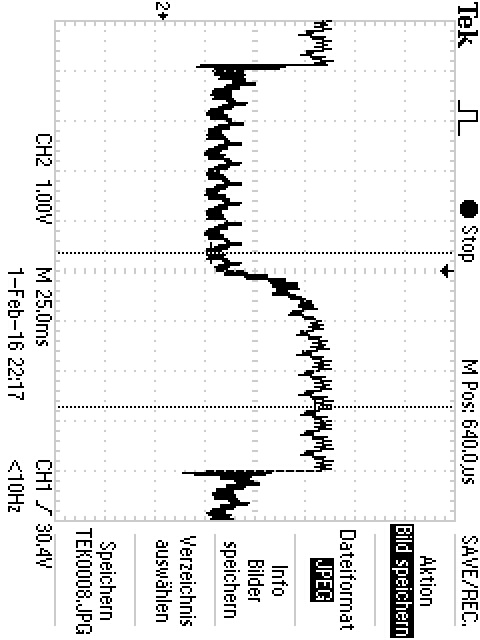 Tek
Stop
M Pos: 640.0µs
SAVE/REC.
Aktion
Bild speichern
Dateiformat
JPEG
Info
Bilder
speichern
Verzeichnis
auswählen
Speichern
TEK0008.JPG
2
CH2 1.00V
M 25.0ms
CH1 / 30.4V
1-Feb-16 22:17
<10Hz